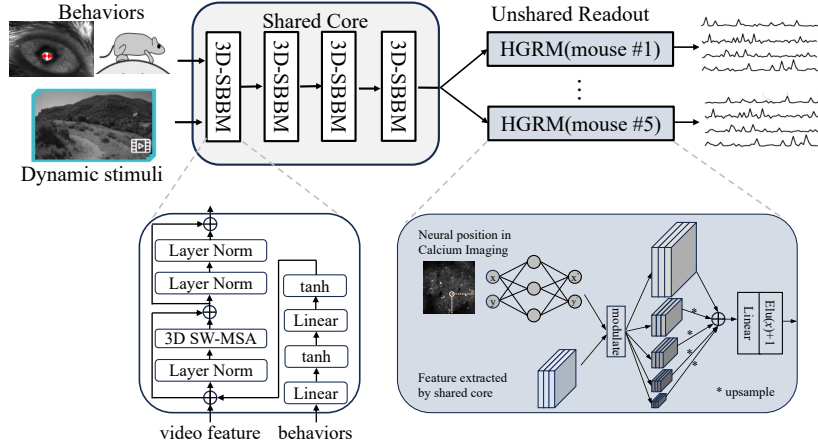 Behaviors
Shared Core
Unshared Readout
3D-SBBM
3D-SBBM
3D-SBBM
3D-SBBM
HGRM(mouse #1)
HGRM(mouse #5)
Dynamic stimuli
Layer Norm
Layer Norm
3D SW-MSA
Layer Norm
tanh
Linear
tanh
Linear
video feature
behaviors
Neural position in
Calcium Imaging
x
y
x'
y'
modulate
*
*
*
*
Linear
Elu(x)+1
Feature extracted
by shared core
* upsample